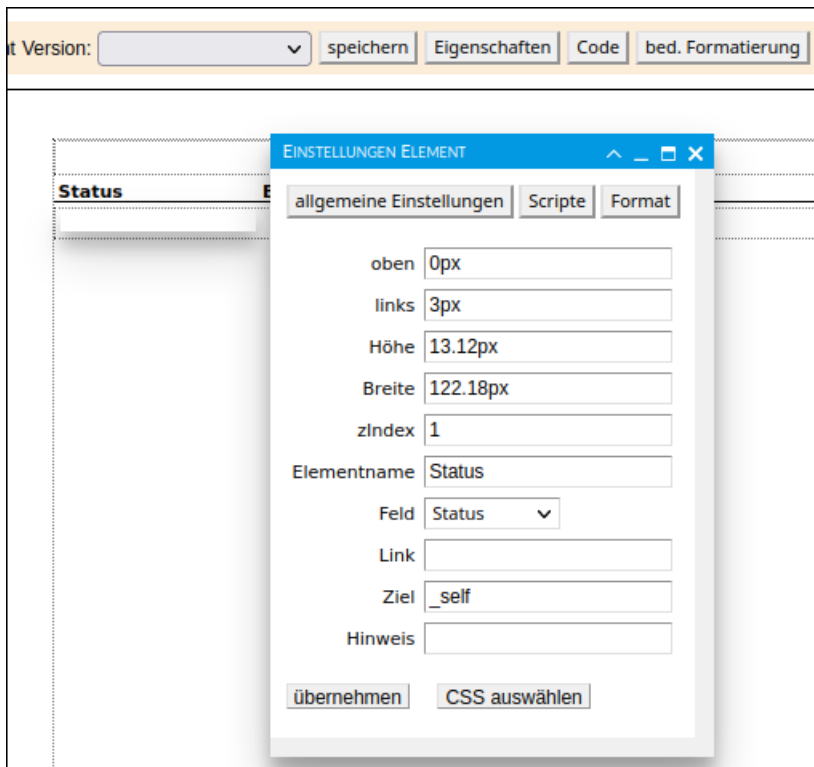 nt Version: speichern Eigenschaften Code bed. Formatierung
Status E
EINSTELLUNGEN ELEMENT
allgemeine Einstellungen Scripte Format
oben 0px
links 3px
Höhe 13.12px
Breite 122.18px
zIndex 1
Elementname Status
Feld Status
Link
Ziel _self
Hinweis
übernehmen CSS auswählen